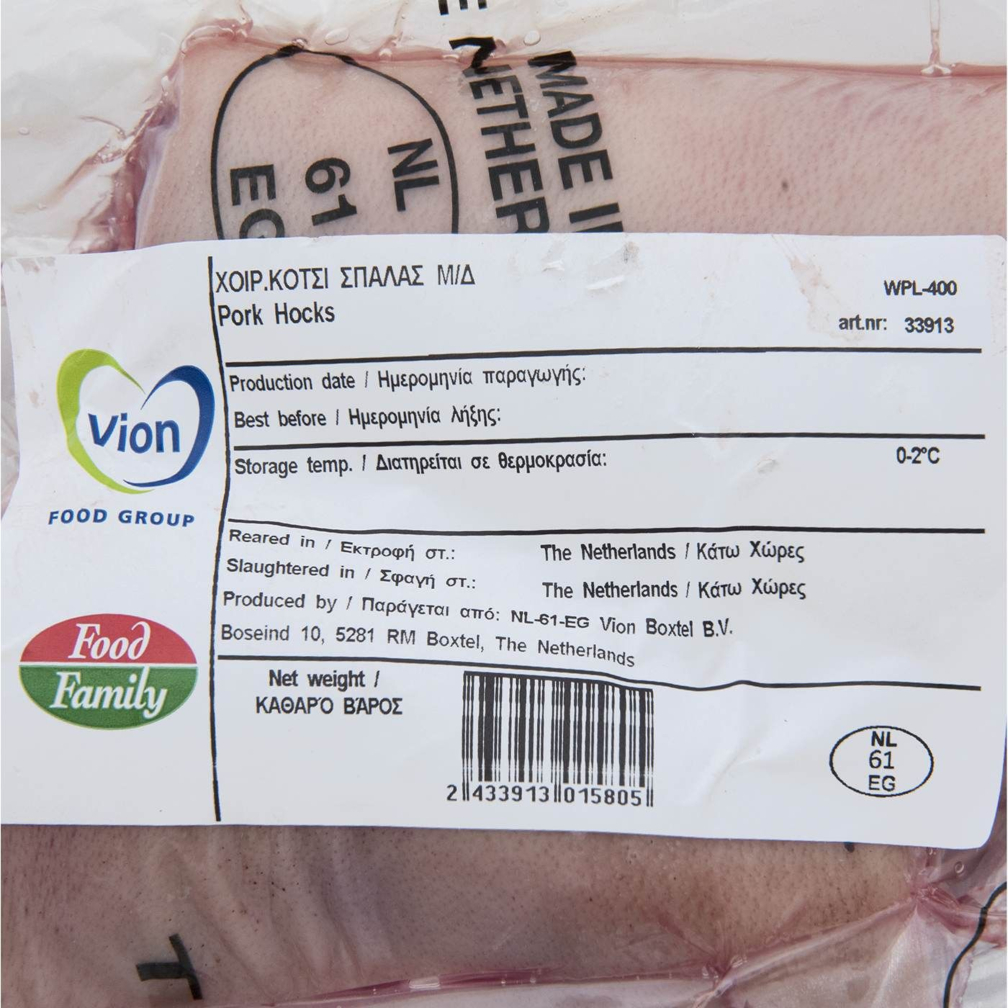 MADE I
E NETHER
NL
61
EG
ΧΟΙΡ.ΚΟΤΣΙ ΣΠΑΛΑΣ Μ/Δ
Pork Hocks
WPL-400
art.nr: 33913
Production date / Ημερομηνία παραγωγής:
Best before / Ημερομηνία λήξης:
Storage temp. / Διατηρείται σε θερμοκρασία: 0-2°C
Reared in / Εκτροφή στ.: The Netherlands / Κάτω Χώρες
Slaughtered in / Σφαγή στ.: The Netherlands / Κάτω Χώρες
Produced by / Παράγεται από: NL-61-EG Vion Boxtel B.V.
Boseind 10, 5281 RM Boxtel, The Netherlands
Net weight /
ΚΑΘΑΡΌ ΒΆΡΟΣ
2 433913 015805
NL
61
EG
Vion
FOOD GROUP
Food
Family
T